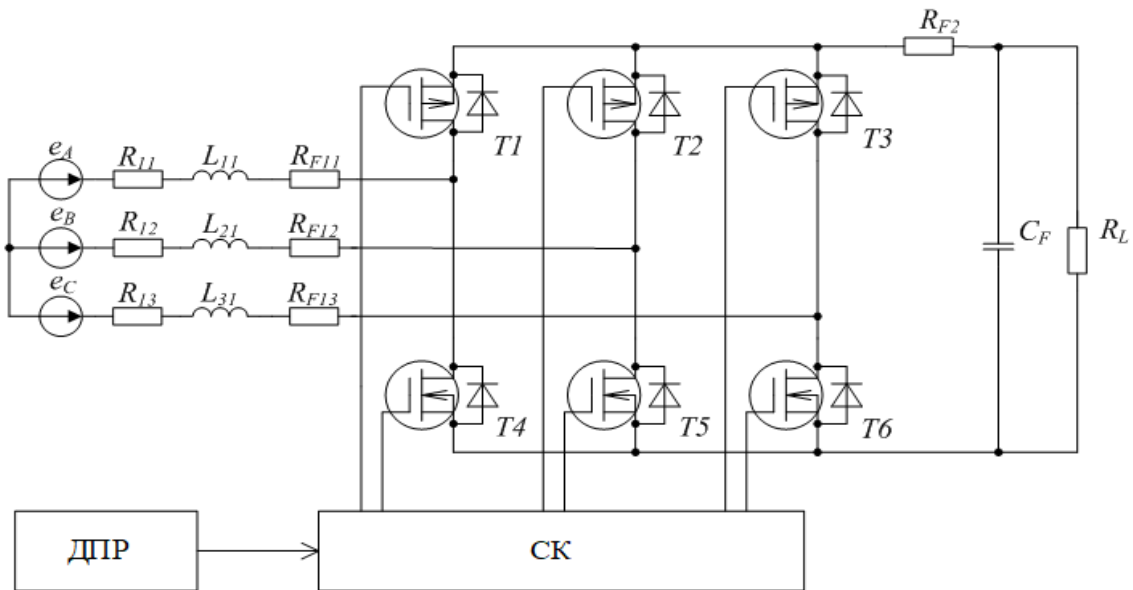 R_F2
T1
T2
T3
e_A R_11 L_11 R_F11
e_B R_12 L_21 R_F12
e_C R_13 L_31 R_F13
C_F
R_L
T4
T5
T6
ДПР
СК